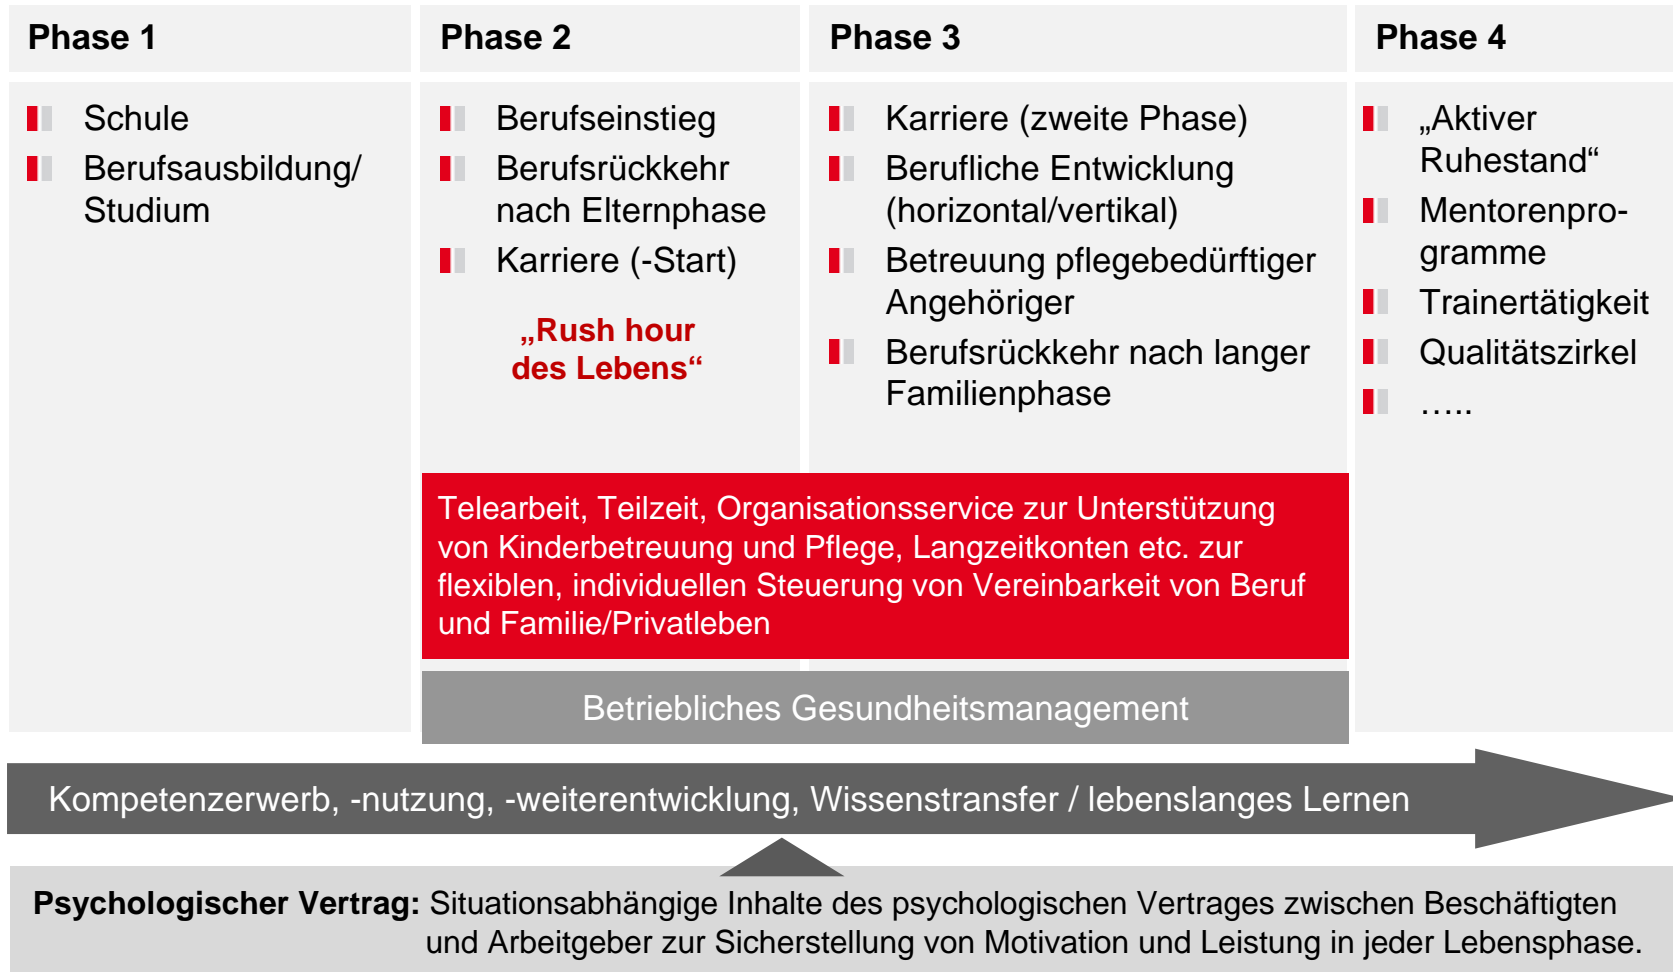 Phase 1
Schule
Berufsausbildung/
Studium
Phase 2
Berufseinstieg
Berufsrückkehr
nach Elternphase
Karriere (-Start)
„Rush hour
des Lebens“
Phase 3
Karriere (zweite Phase)
Berufliche Entwicklung
(horizontal/vertikal)
Betreuung pflegebedürftiger
Angehöriger
Berufsrückkehr nach langer
Familienphase
Phase 4
„Aktiver
Ruhestand“
Mentorenpro-
gramme
Trainertätigkeit
Qualitätszirkel
…..
Telearbeit, Teilzeit, Organisationsservice zur Unterstützung
von Kinderbetreuung und Pflege, Langzeitkonten etc. zur
flexiblen, individuellen Steuerung von Vereinbarkeit von Beruf
und Familie/Privatleben
Betriebliches Gesundheitsmanagement
Kompetenzerwerb, -nutzung, -weiterentwicklung, Wissenstransfer / lebenslanges Lernen
Psychologischer Vertrag: Situationsabhängige Inhalte des psychologischen Vertrages zwischen Beschäftigten
und Arbeitgeber zur Sicherstellung von Motivation und Leistung in jeder Lebensphase.